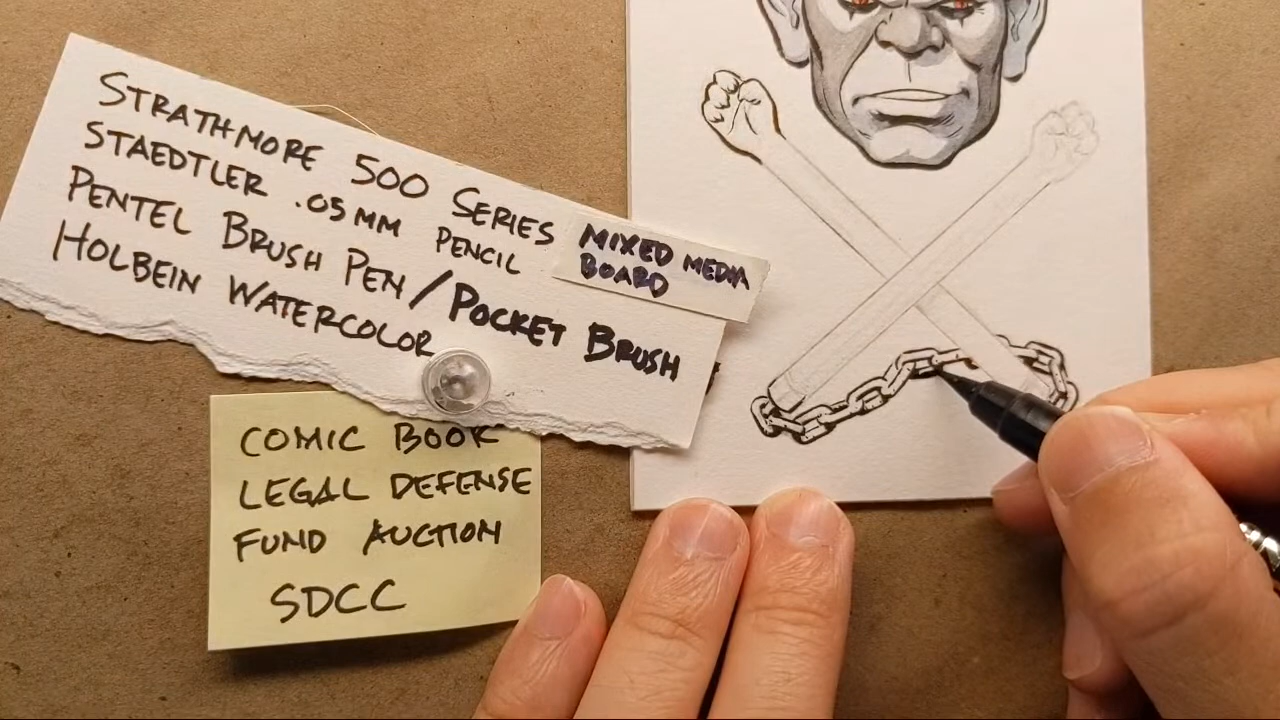 STRATHMORE 500 SERIES MIXED MEDIA BOARD
STAEDTLER .05MM PENCIL
PENTEL BRUSH PEN/POCKET BRUSH
HOLBEIN WATERCOLOR
COMIC BOOK
LEGAL DEFENSE
FUND AUCTION
SDCC